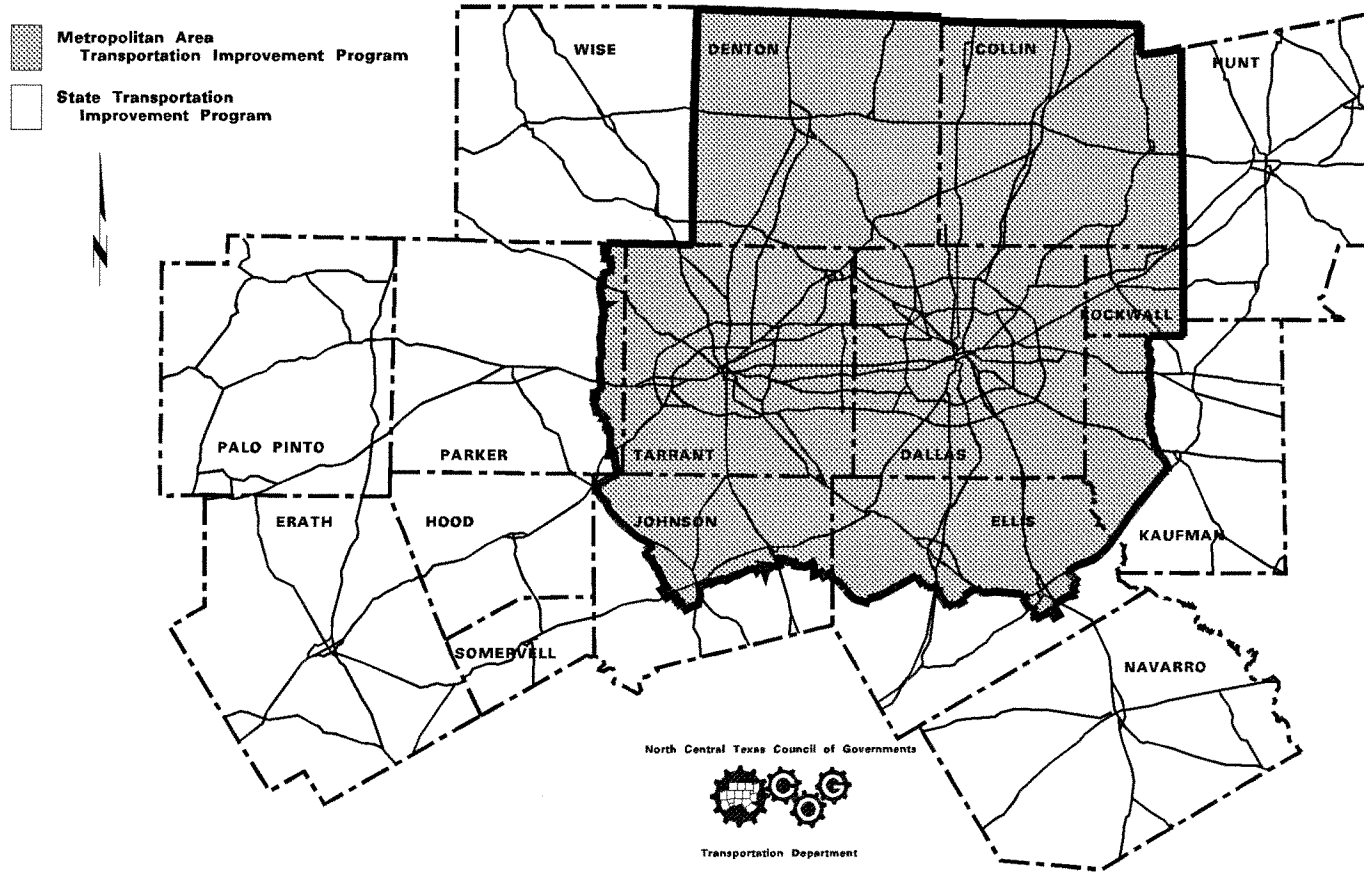 Metropolitan Area
Transportation Improvement Program
State Transportation
Improvement Program
N
WISE
DENTON
COLLIN
HUNT
ROCKWALL
PALO PINTO
PARKER
TARRANT
DALLAS
ERATH
HOOD
JOHNSON
ELLIS
KAUFMAN
SOMERVELL
NAVARRO
North Central Texas Council of Governments
C O G
Transportation Department